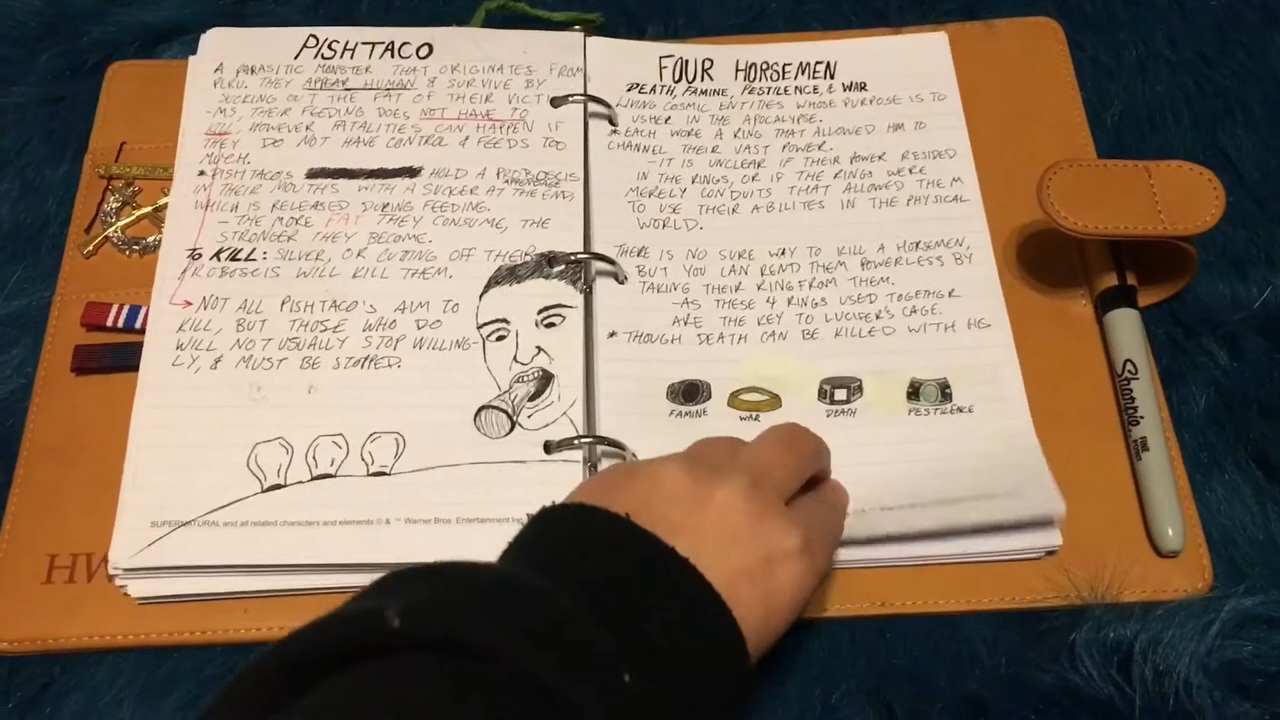 PISHTACO
A PARASITIC MONSTER THAT ORIGINATES FROM
PERU. THEY APPEAR HUMAN & SURVIVE BY
SUCKING OUT THE FAT OF THEIR VICTI
-MS, THEIR FEEDING DOES NOT HAVE TO
KILL, HOWEVER FATALITIES CAN HAPPEN IF
THEY DO NOT HAVE CONTROL & FEEDS TOO
MUCH.
* PISHTACO'S HOLD A PROBOSCIS
APPENDAGE
IN THEIR MOUTHS WITH A SUCKER AT THE END,
WHICH IS RELEASED DURING FEEDING.
- THE MORE FAT THEY CONSUME, THE
STRONGER THEY BECOME.
TO KILL: SILVER, OR CUTTING OFF THEIR
PROBOSCIS WILL KILL THEM.
NOT ALL PISHTACO'S AIM TO
KILL, BUT THOSE WHO DO
WILL NOT USUALLY STOP WILLING-
LY, & MUST BE STOPPED.
SUPERNATURAL and all related characters and elements © & ™ Warner Bros. Entertainment Inc.
HW
FOUR HORSEMEN
DEATH, FAMINE, PESTILENCE, & WAR
LIVING COSMIC ENTITIES WHOSE PURPOSE IS TO
USHER IN THE APOCALYPSE.
* EACH WORE A RING THAT ALLOWED HIM TO
CHANNEL THEIR VAST POWER.
- IT IS UNCLEAR IF THEIR POWER RESIDED
IN THE RINGS, OR IF THE RINGS WERE
MERELY CONDUITS THAT ALLOWED THEM
TO USE THEIR ABILITES IN THE PHYSICAL
WORLD.
THERE IS NO SURE WAY TO KILL A HORSEMEN,
BUT YOU CAN REND THEM POWERLESS BY
TAKING THEIR RING FROM THEM.
- AS THESE 4 RINGS USED TOGETHER
ARE THE KEY TO LUCIFER'S CAGE.
* THOUGH DEATH CAN BE KILLED WITH HIS
FAMINE
WAR
DEATH
PESTILENCE
Sharpie
FINE POINT